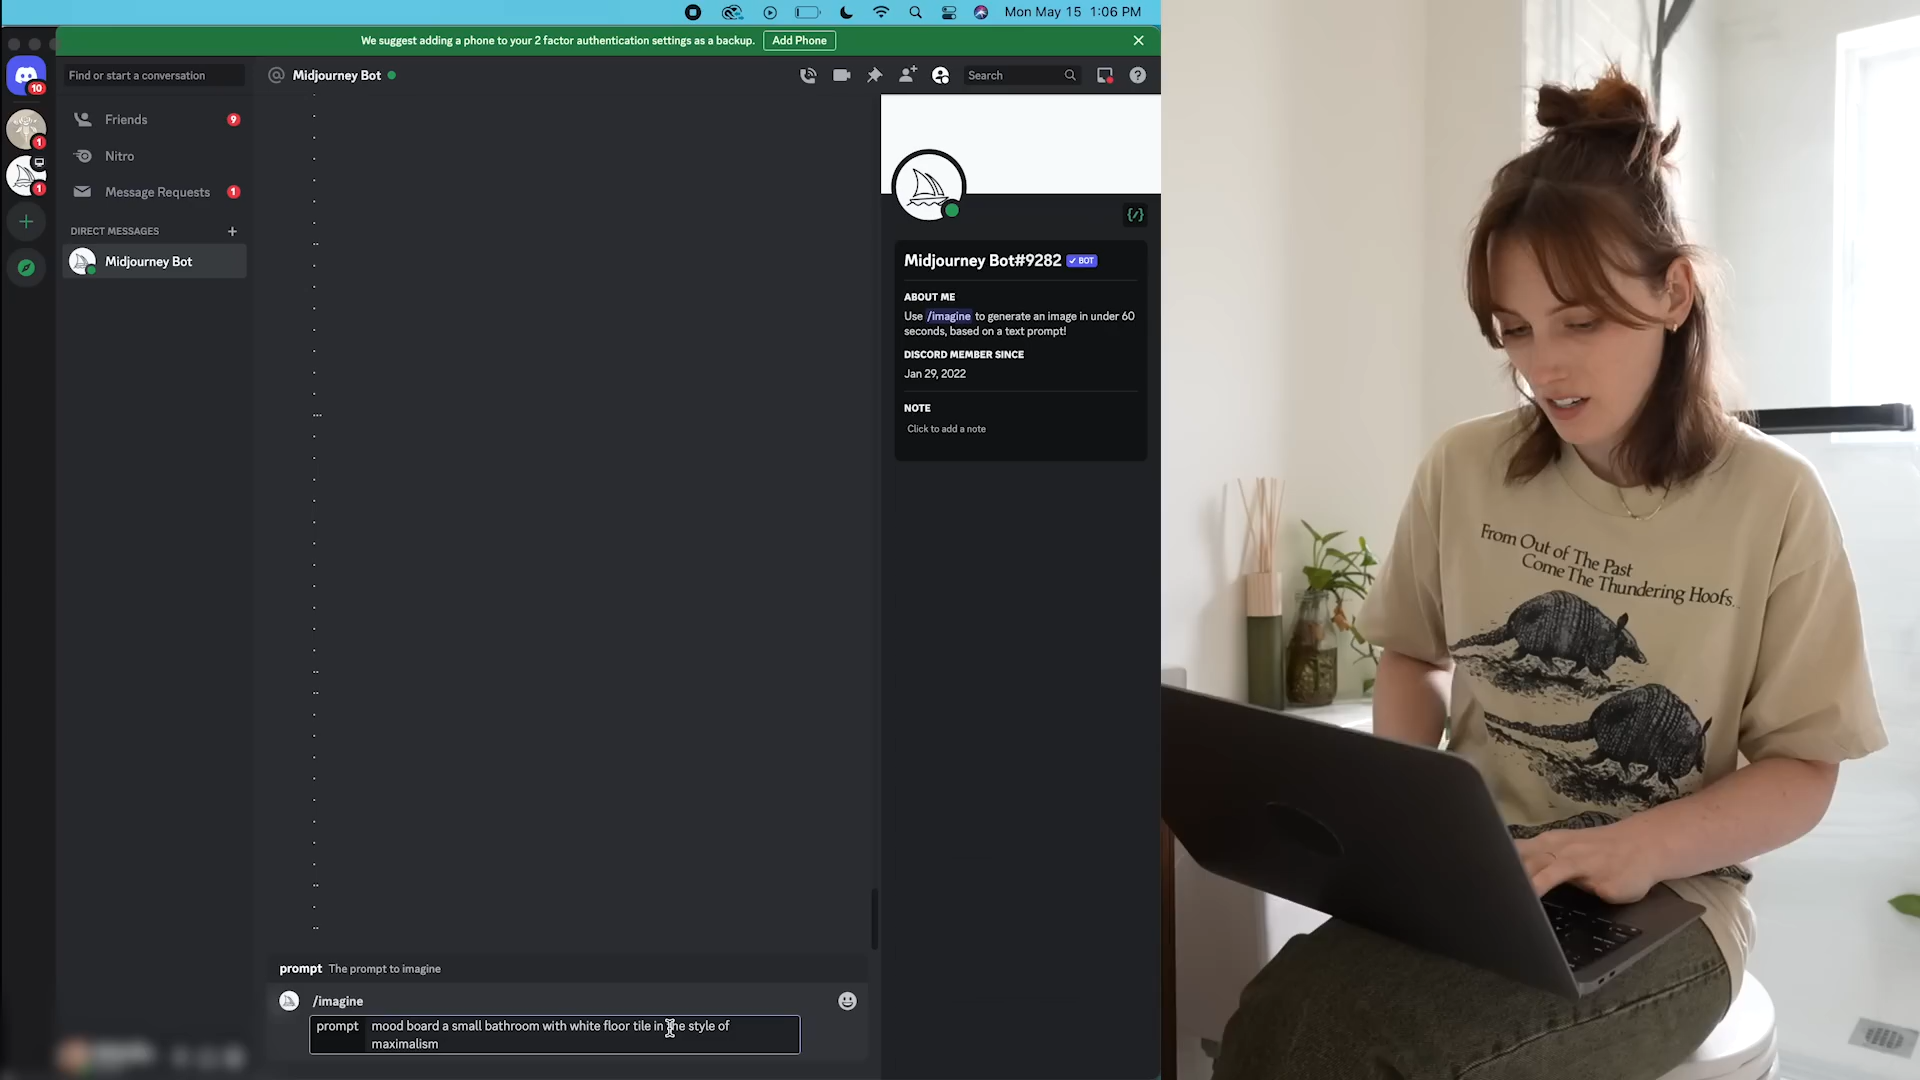 Mon May 15 1:06 PM
We suggest adding a phone to your 2 factor authentication settings as a backup. Add Phone
10
Find or start a conversation
Midjourney Bot
Search
1
Friends 9
Nitro
1
Message Requests 1
DIRECT MESSAGES
Midjourney Bot
Midjourney Bot#9282 BOT
ABOUT ME
Use /imagine to generate an image in under 60
seconds, based on a text prompt!
DISCORD MEMBER SINCE
Jan 29, 2022
NOTE
Click to add a note
prompt The prompt to imagine
/imagine
prompt mood board a small bathroom with white floor tile in the style of
maximalism
From Out of The Past
Come The Thundering Hoofs...